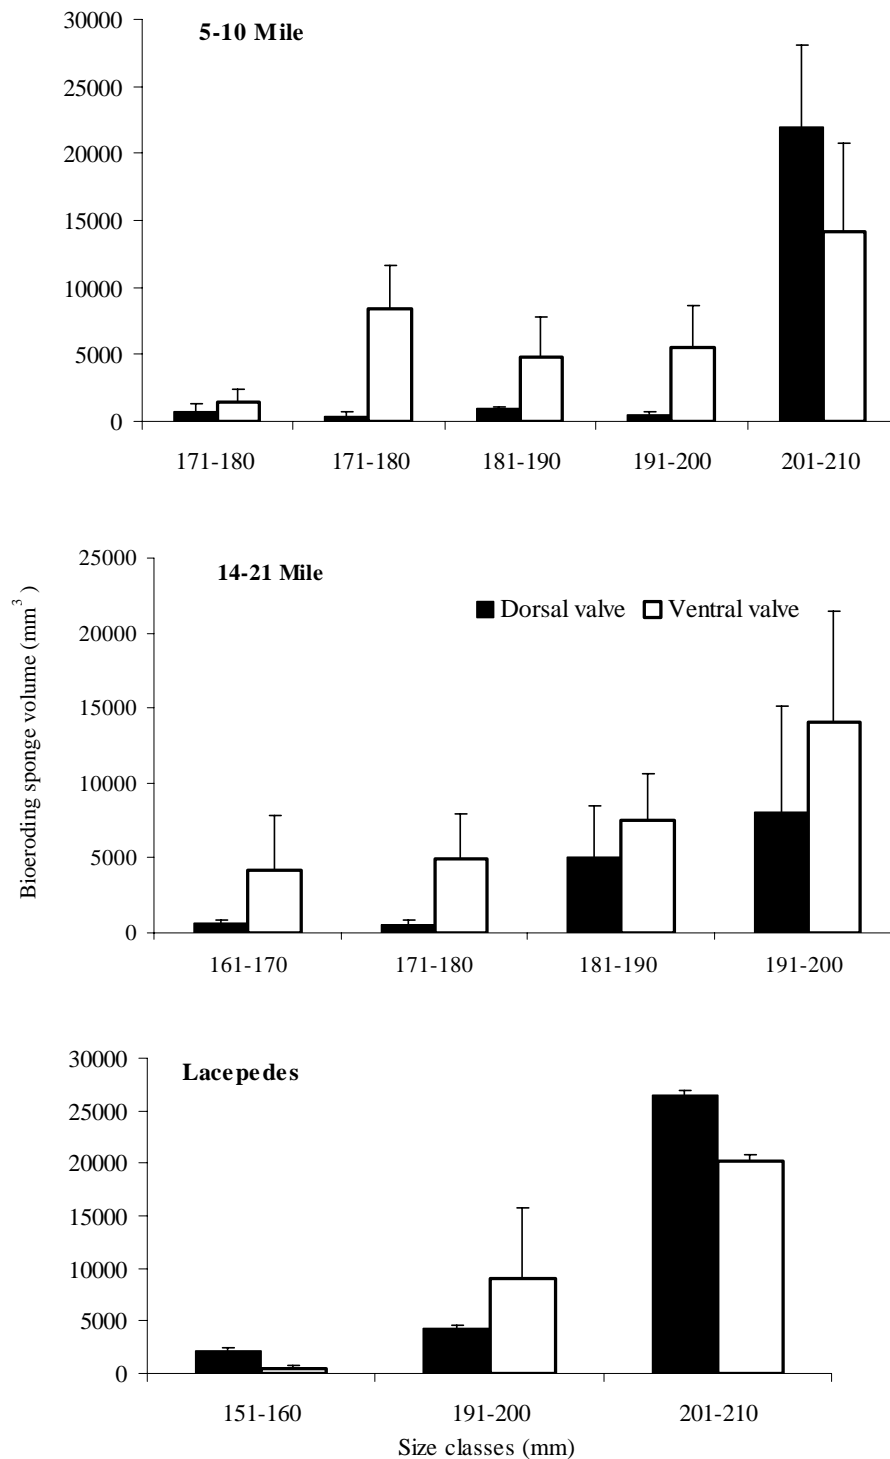 5-10 Mile
30000
25000
20000
15000
10000
5000
0
171-180 171-180 181-190 191-200 201-210
14-21 Mile
Dorsal valve Ventral valve
25000
20000
15000
10000
5000
0
161-170 171-180 181-190 191-200
Bioeroding sponge volume (mm³)
Lacepedes
30000
25000
20000
15000
10000
5000
0
151-160 191-200 201-210
Size classes (mm)